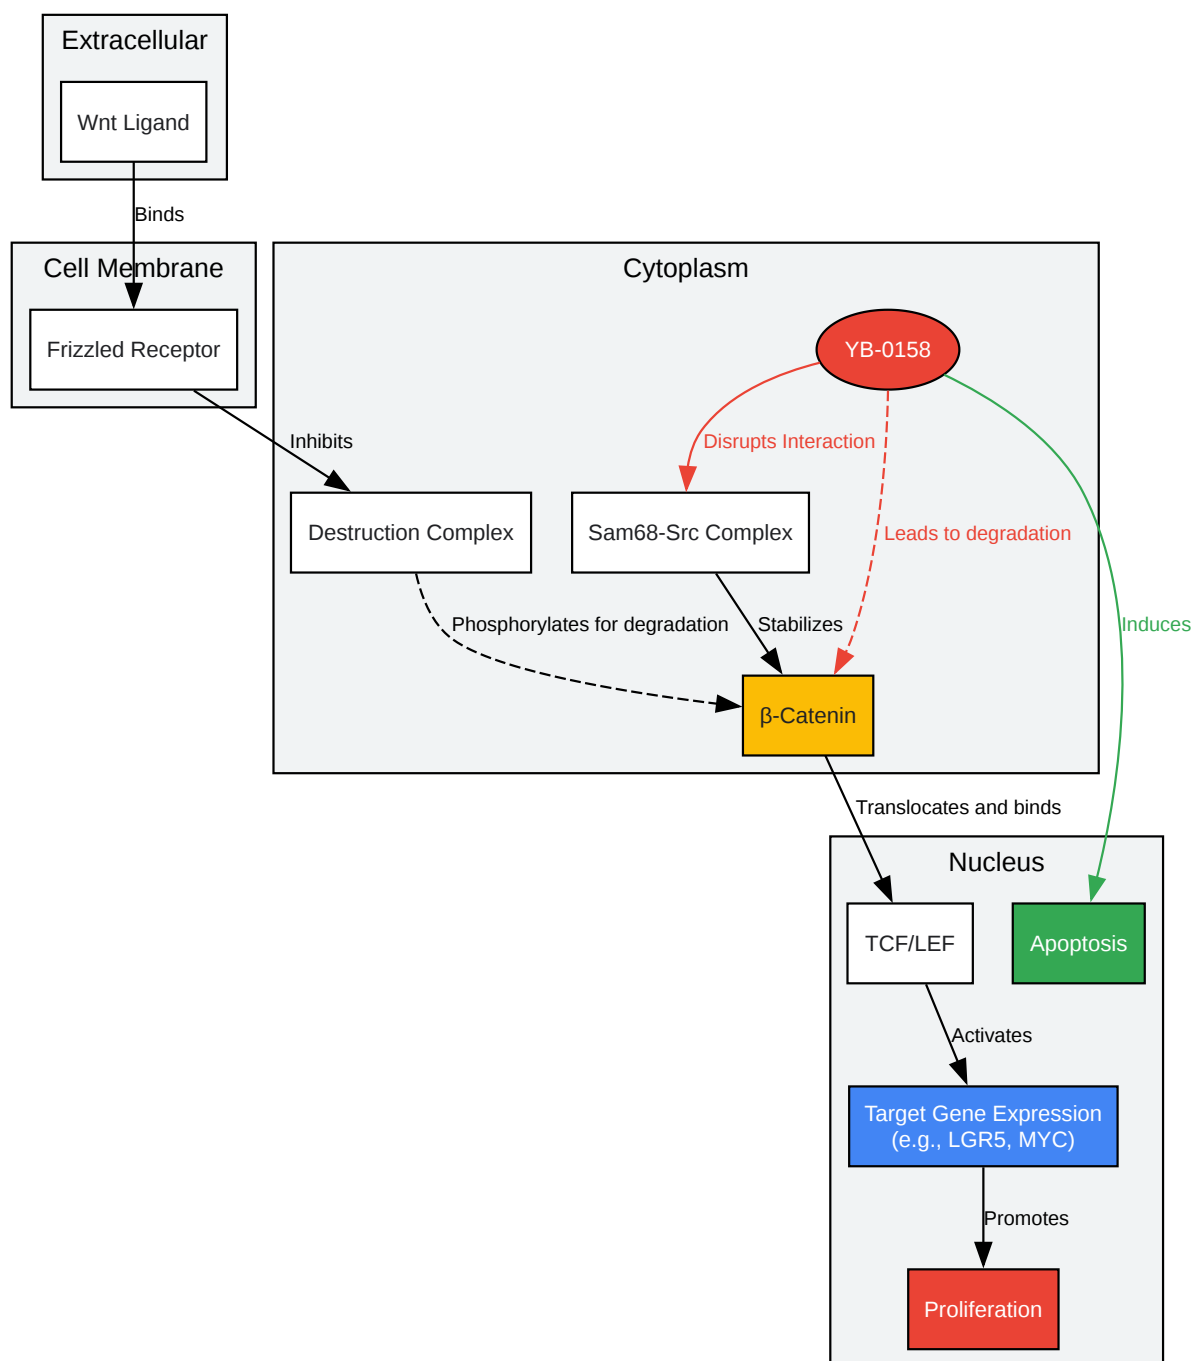 Extracellular
Wnt Ligand
Binds
Cell Membrane
Frizzled Receptor
Cytoplasm
YB-0158
Inhibits
Disrupts Interaction
Destruction Complex
Sam68-Src Complex
Leads to degradation
Phosphorylates for degradation
Stabilizes
Induces
β-Catenin
Translocates and binds
Nucleus
TCF/LEF
Apoptosis
Activates
Target Gene Expression
(e.g., LGR5, MYC)
Promotes
Proliferation